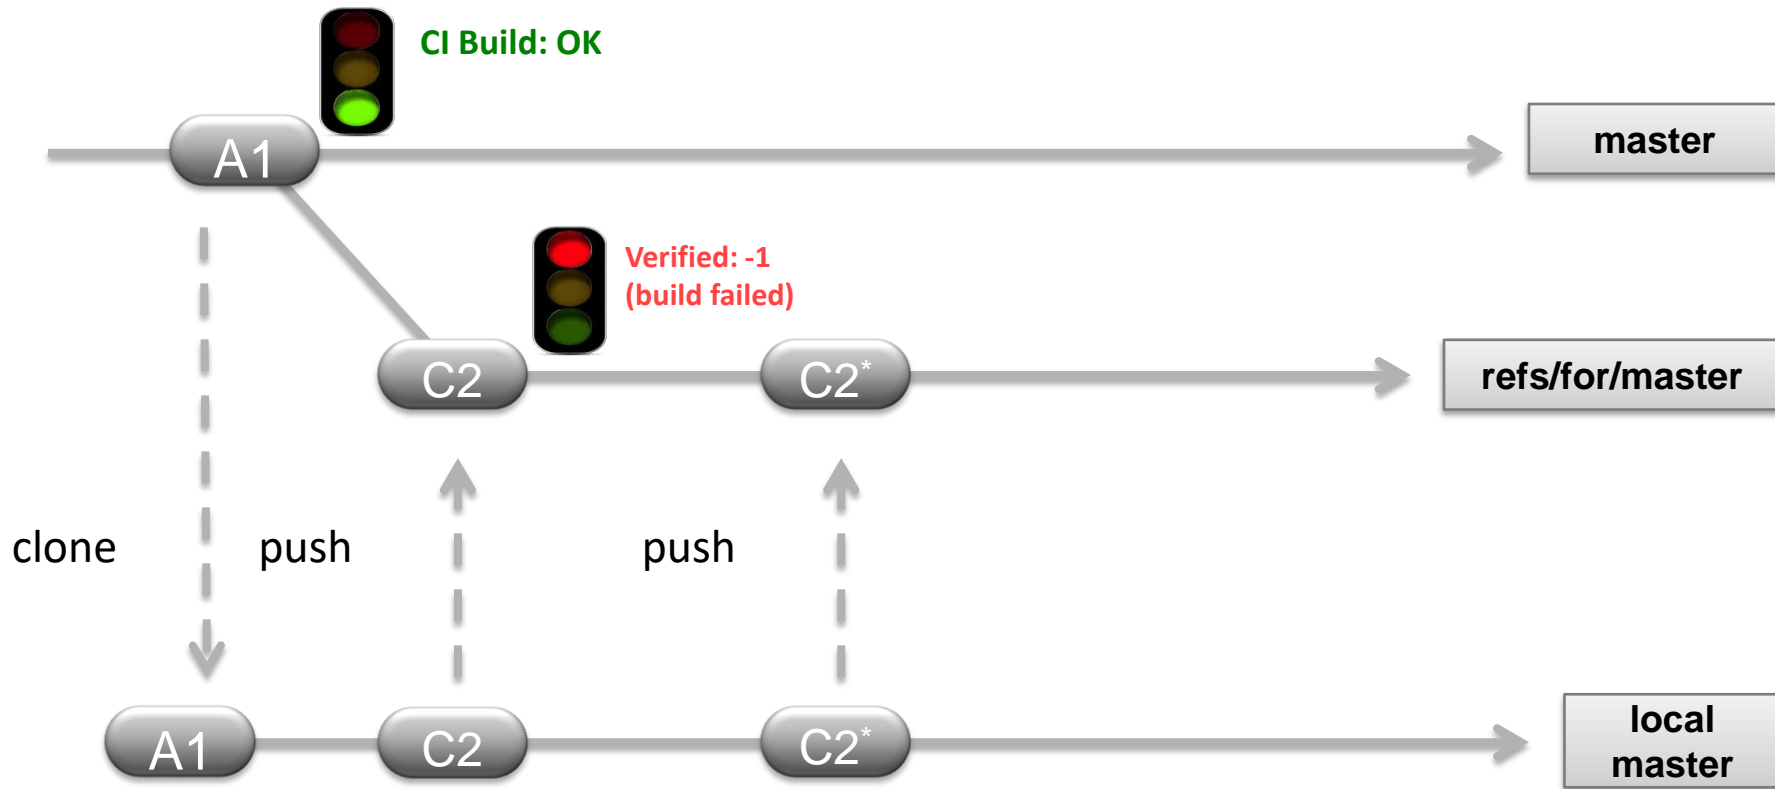 CI Build: OK
A1
master
Verified: -1
(build failed)
C2
C2*
refs/for/master
clone
push
push
A1
C2
C2*
local
master